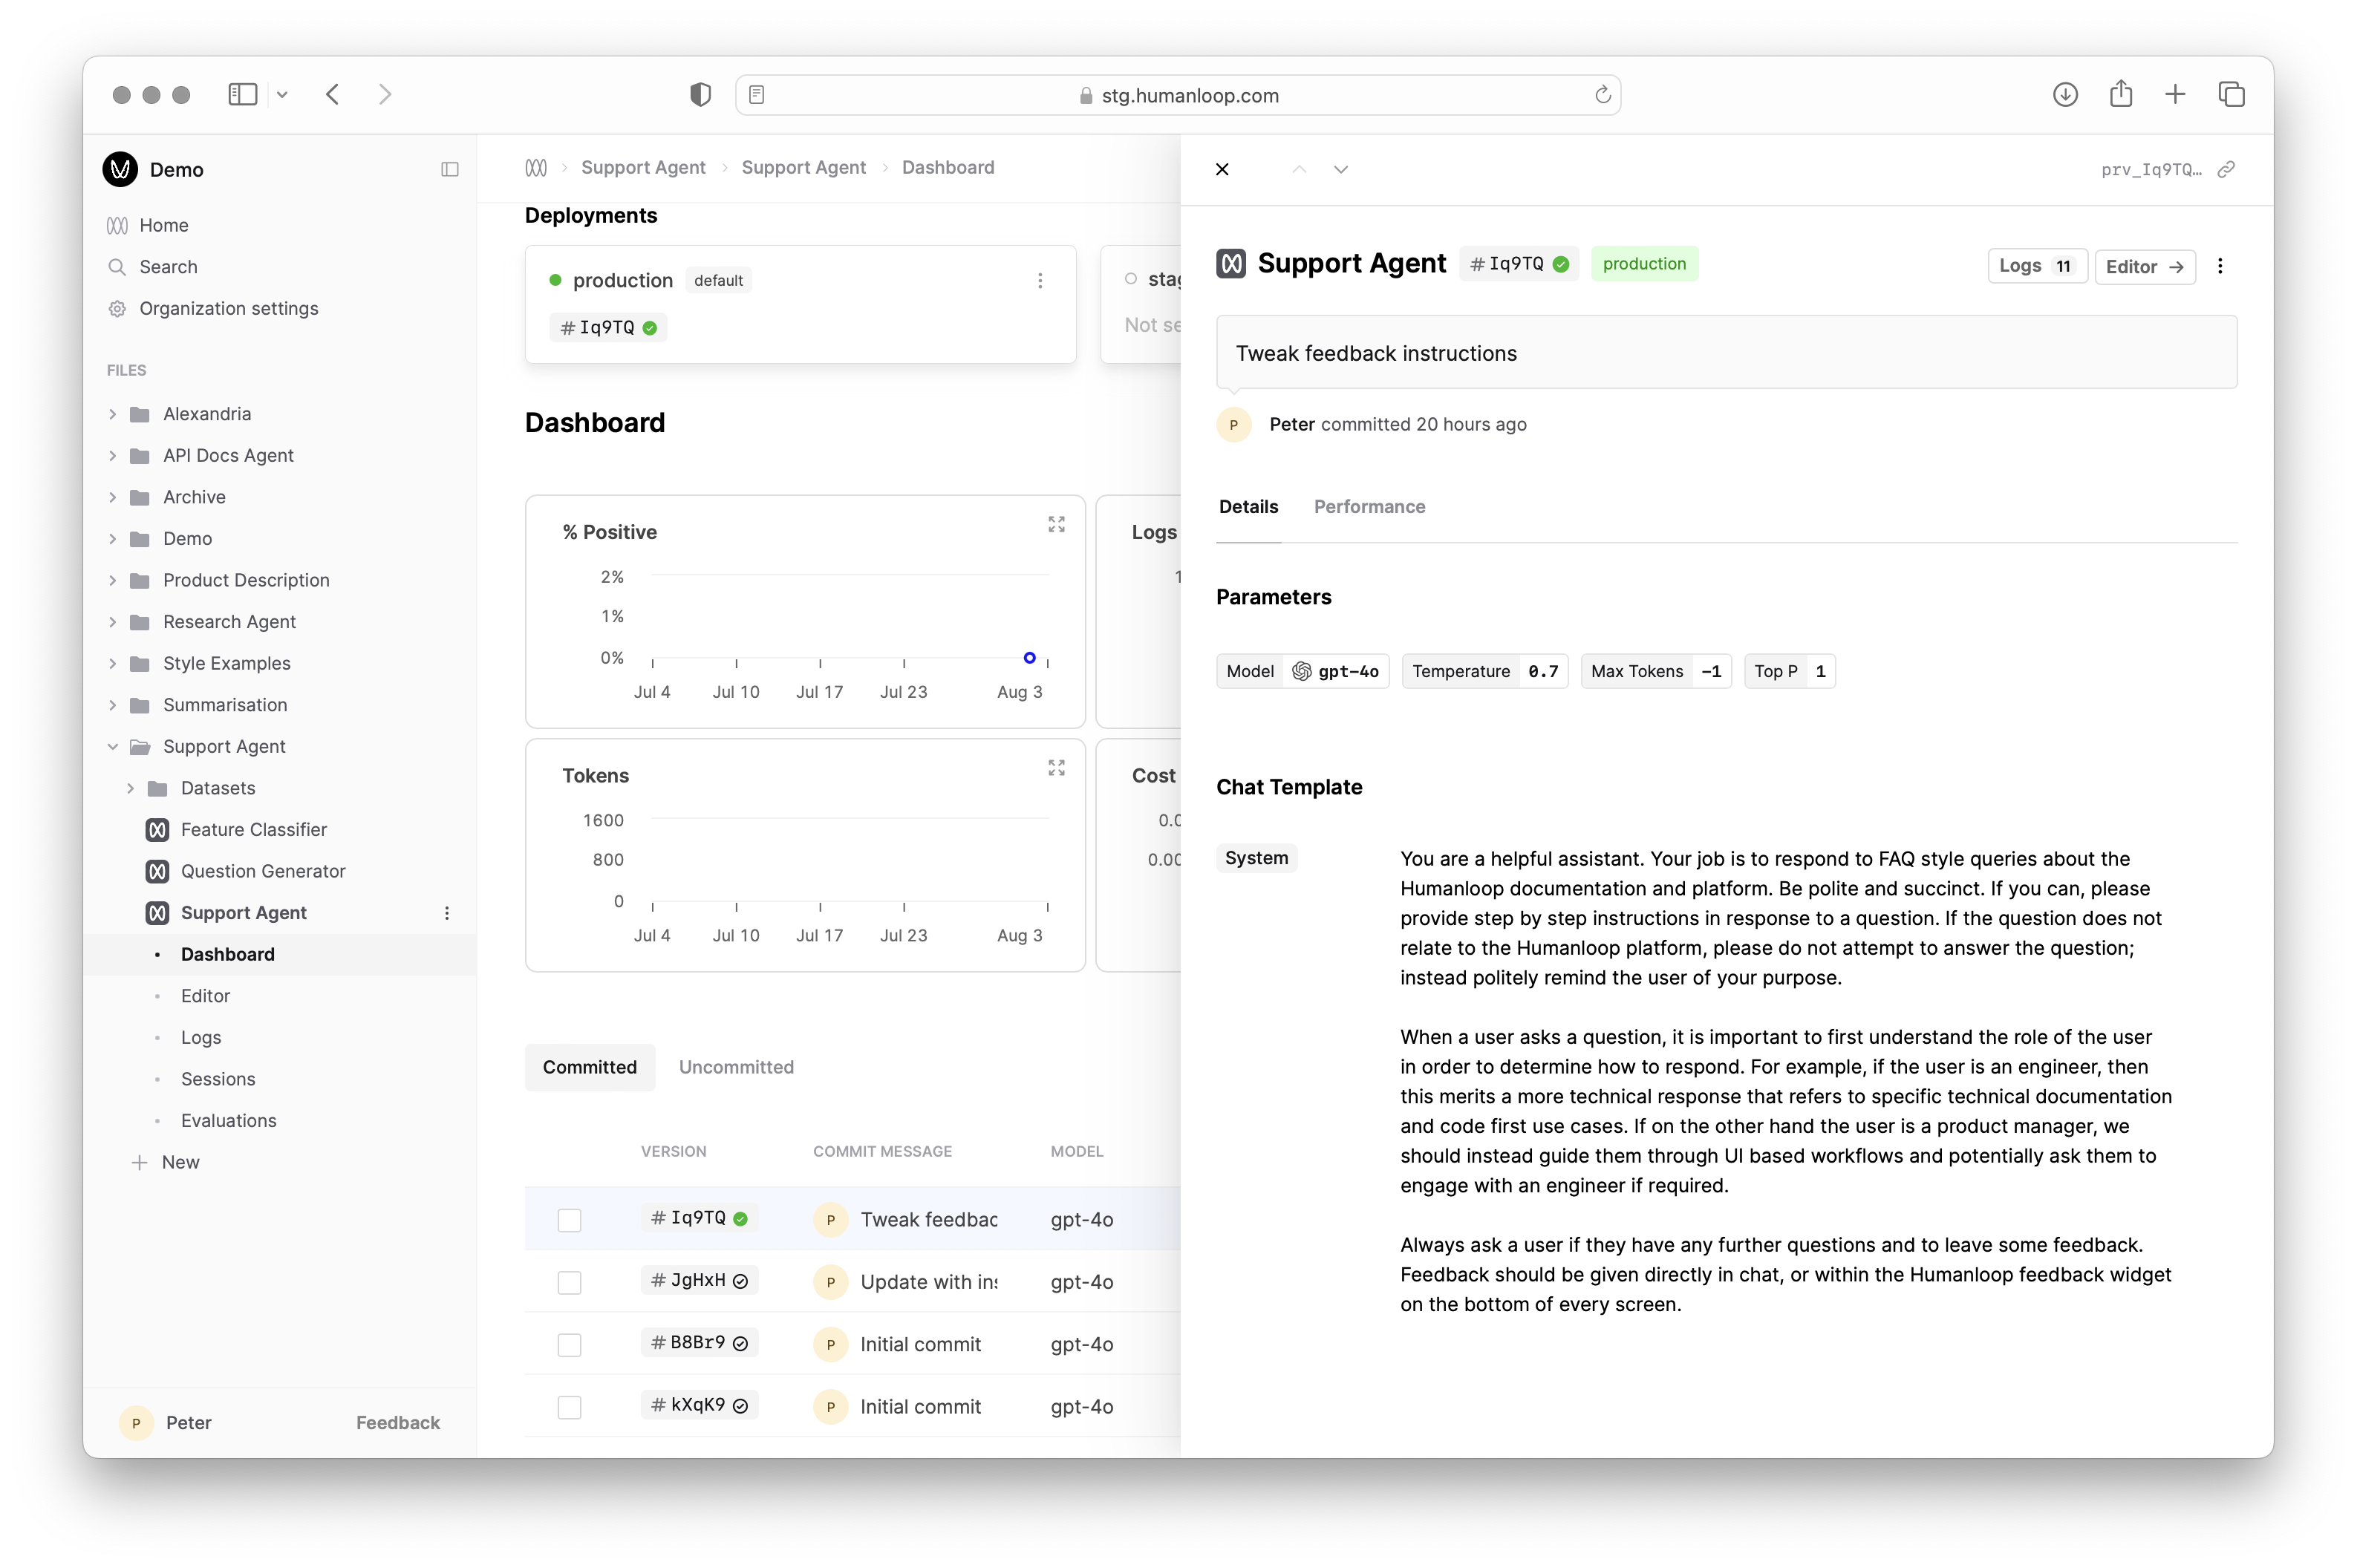 stg.humanloop.com
Demo
Home
Search
Organization settings
FILES
Alexandria
API Docs Agent
Archive
Demo
Product Description
Research Agent
Style Examples
Summarisation
Support Agent
Datasets
Feature Classifier
Question Generator
Support Agent
Dashboard
Editor
Logs
Sessions
Evaluations
New
P Peter Feedback
Support Agent > Support Agent > Dashboard
Deployments
production default
# Iq9TQ
Dashboard
% Positive
2%
1%
0%
Jul 4 Jul 10 Jul 17 Jul 23 Aug 3
Logs
Tokens
1600
800
0
Jul 4 Jul 10 Jul 17 Jul 23 Aug 3
Cost
Committed Uncommitted
VERSION COMMIT MESSAGE MODEL
# Iq9TQ P Tweak gpt-4o
# JgHxH P Update with gpt-4o
# B8Br9 P Initial commit gpt-4o
# kXqK9 P Initial commit gpt-4o
prv_Iq9TQ…
Support Agent # Iq9TQ production Logs 11 Editor →
Tweak feedback instructions
P Peter committed 20 hours ago
Details Performance
Parameters
Model gpt-4o Temperature 0.7 Max Tokens -1 Top P 1
Chat Template
System
You are a helpful assistant. Your job is to respond to FAQ style queries about the
Humanloop documentation and platform. Be polite and succinct. If you can, please
provide step by step instructions in response to a question. If the question does not
relate to the Humanloop platform, please do not attempt to answer the question;
instead politely remind the user of your purpose.
When a user asks a question, it is important to first understand the role of the user
in order to determine how to respond. For example, if the user is an engineer, then
this merits a more technical response that refers to specific technical documentation
and code first use cases. If on the other hand the user is a product manager, we
should instead guide them through UI based workflows and potentially ask them to
engage with an engineer if required.
Always ask a user if they have any further questions and to leave some feedback.
Feedback should be given directly in chat, or within the Humanloop feedback widget
on the bottom of every screen.